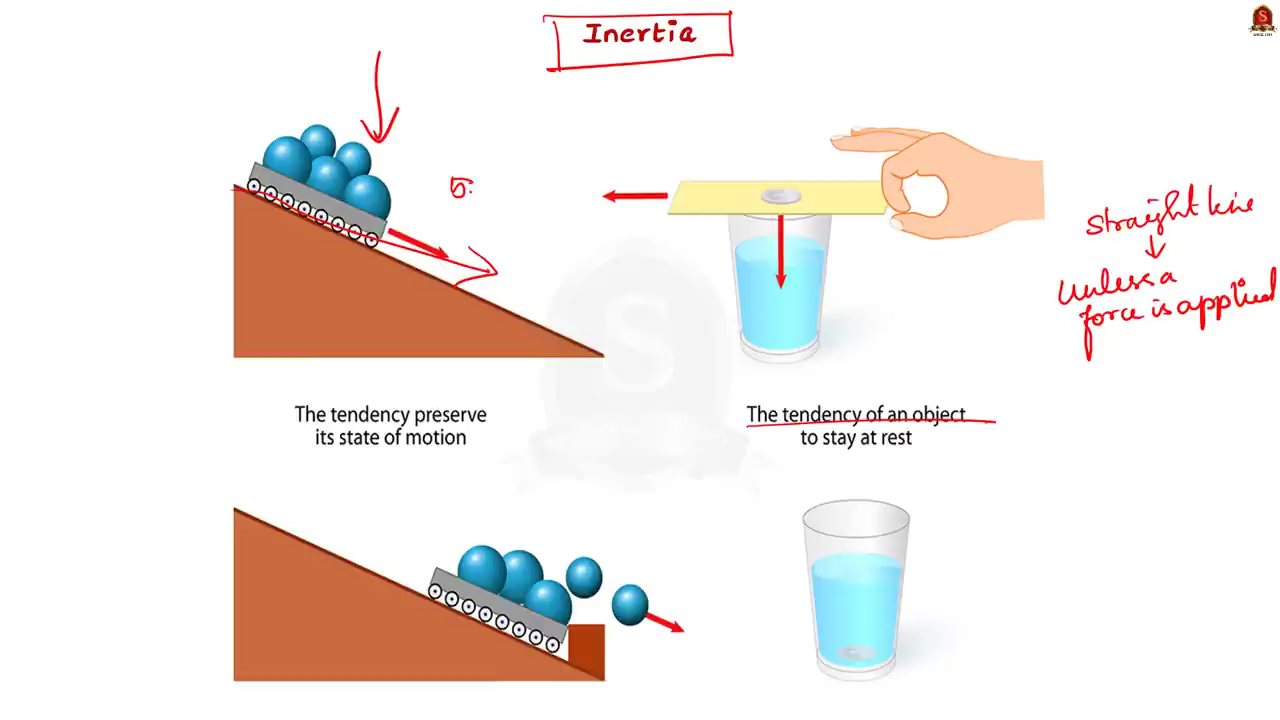 Inertia
5.
straight line
unless a
force is applied
The tendency preserve
its state of motion
The tendency of an object
to stay at rest
S